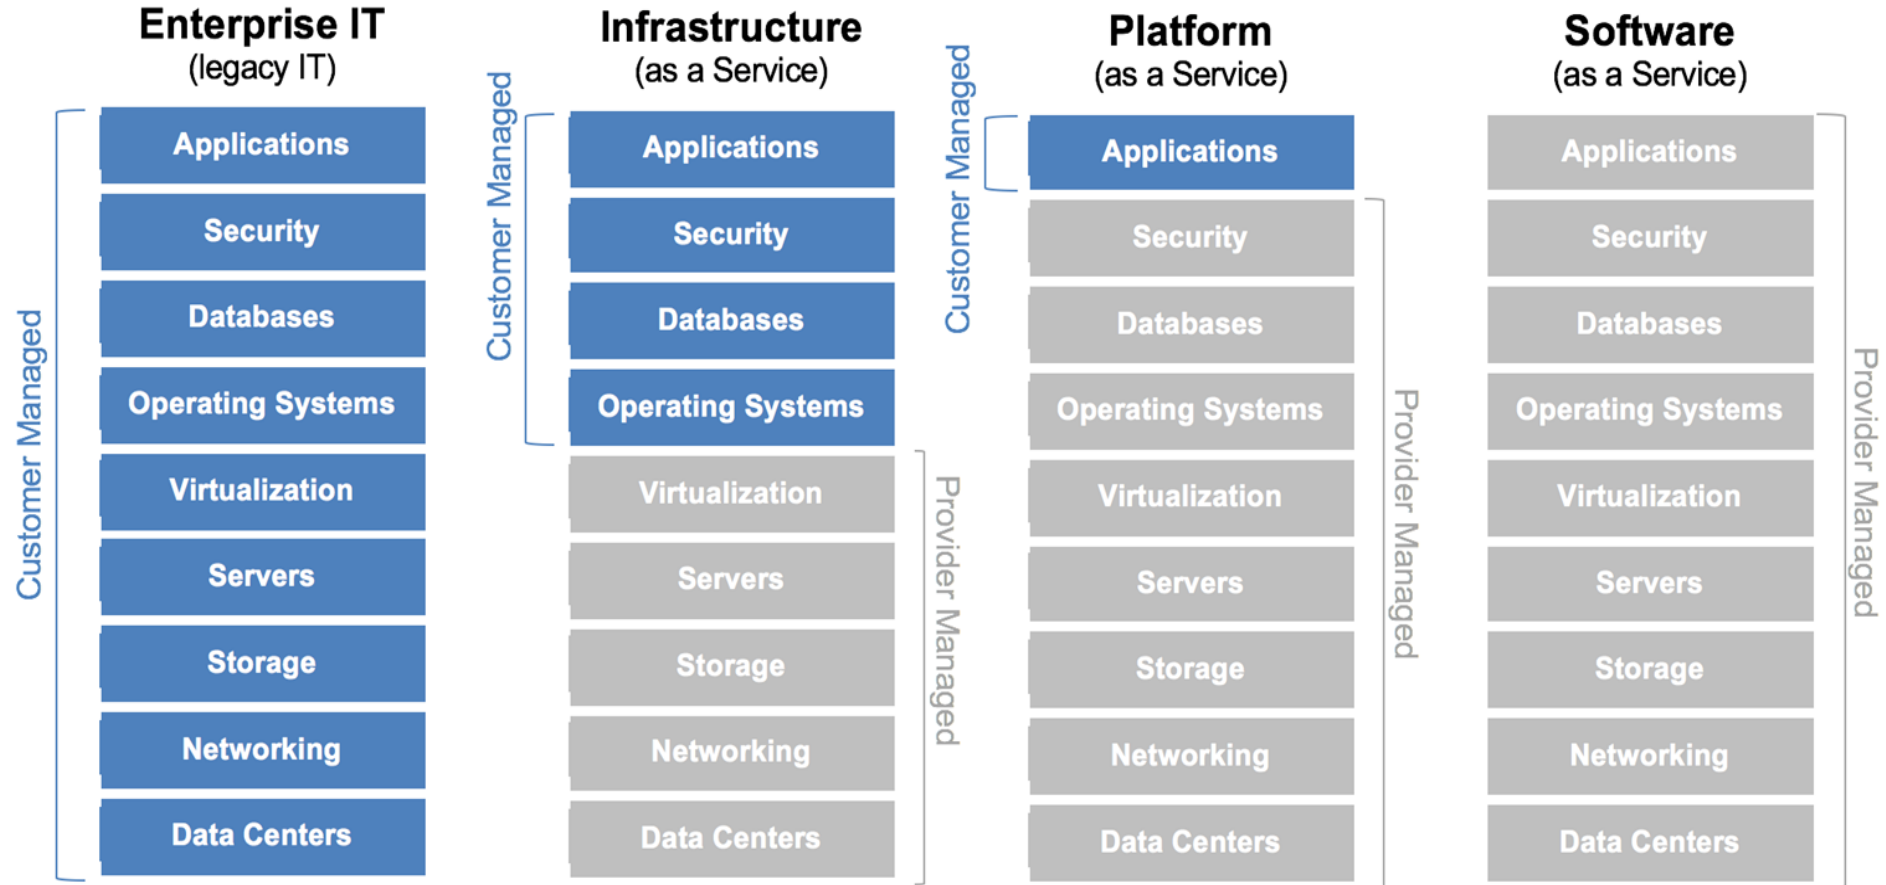 Enterprise IT
(legacy IT)
Customer Managed
Applications
Security
Databases
Operating Systems
Virtualization
Servers
Storage
Networking
Data Centers
Infrastructure
(as a Service)
Customer Managed
Applications
Security
Databases
Operating Systems
Virtualization
Servers
Storage
Networking
Data Centers
Provider Managed
Platform
(as a Service)
Customer Managed
Applications
Security
Databases
Operating Systems
Virtualization
Servers
Storage
Networking
Data Centers
Provider Managed
Software
(as a Service)
Applications
Security
Databases
Operating Systems
Virtualization
Servers
Storage
Networking
Data Centers
Provider Managed